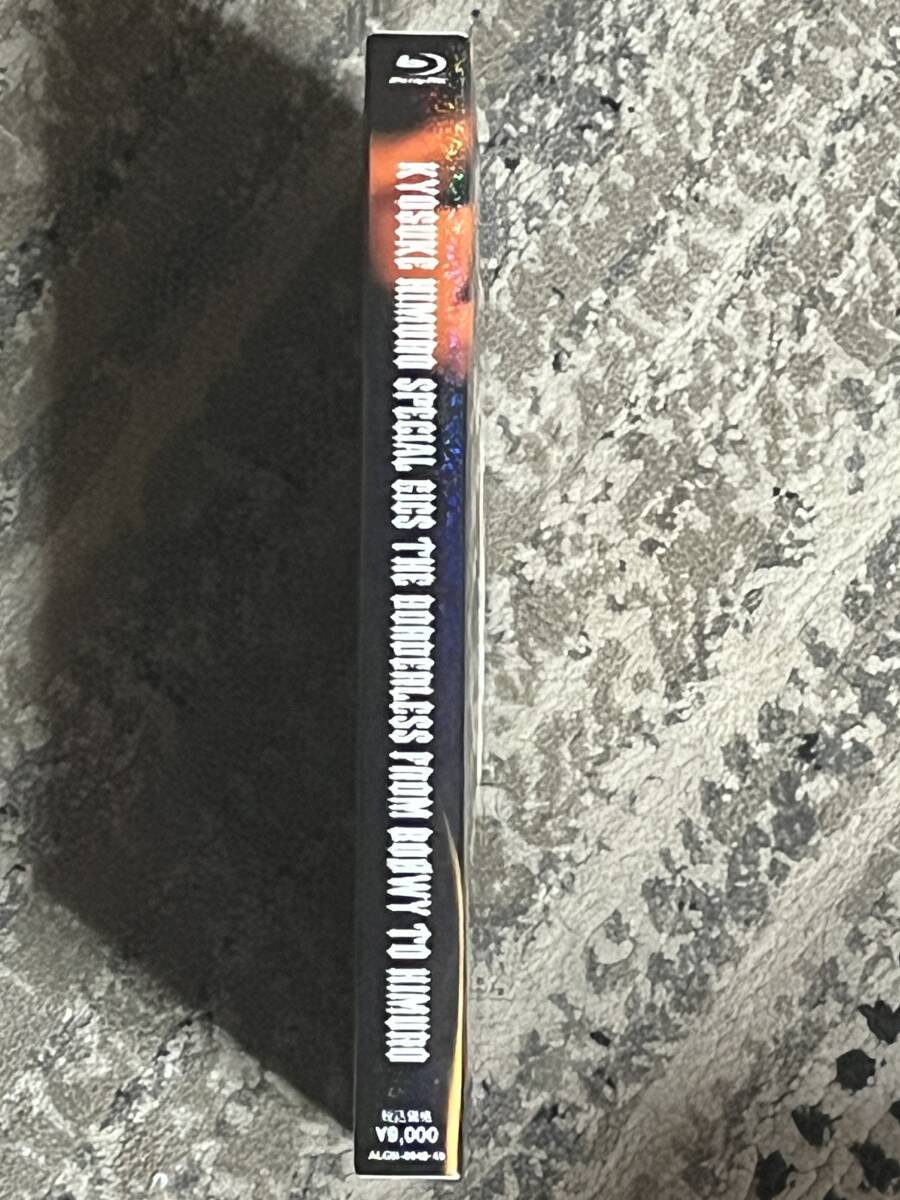 Blu-ray
KYOSUKE HIMURO SPECIAL GIGS THE BORDERLESS FROM BOØWY TO HIMURO
税込価格
¥9,000